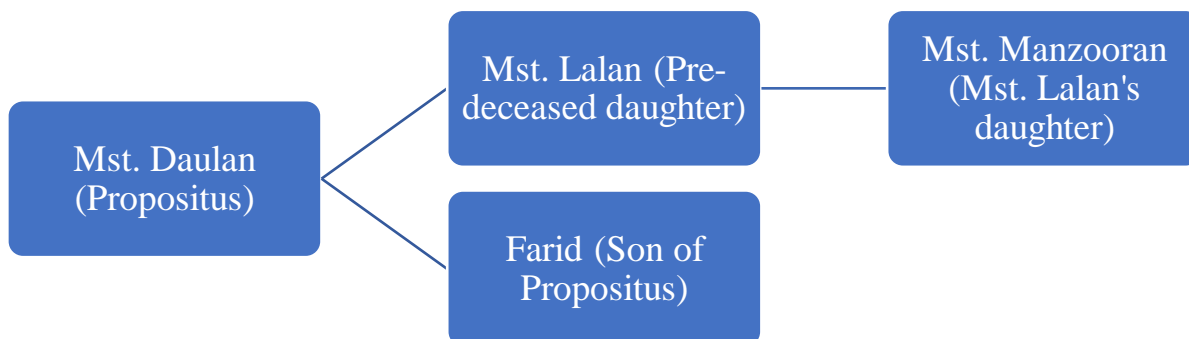 Mst. Daulan
(Propositus)
Mst. Lalan (Pre-
deceased daughter)
Mst. Manzooran
(Mst. Lalan's
daughter)
Farid (Son of
Propositus)